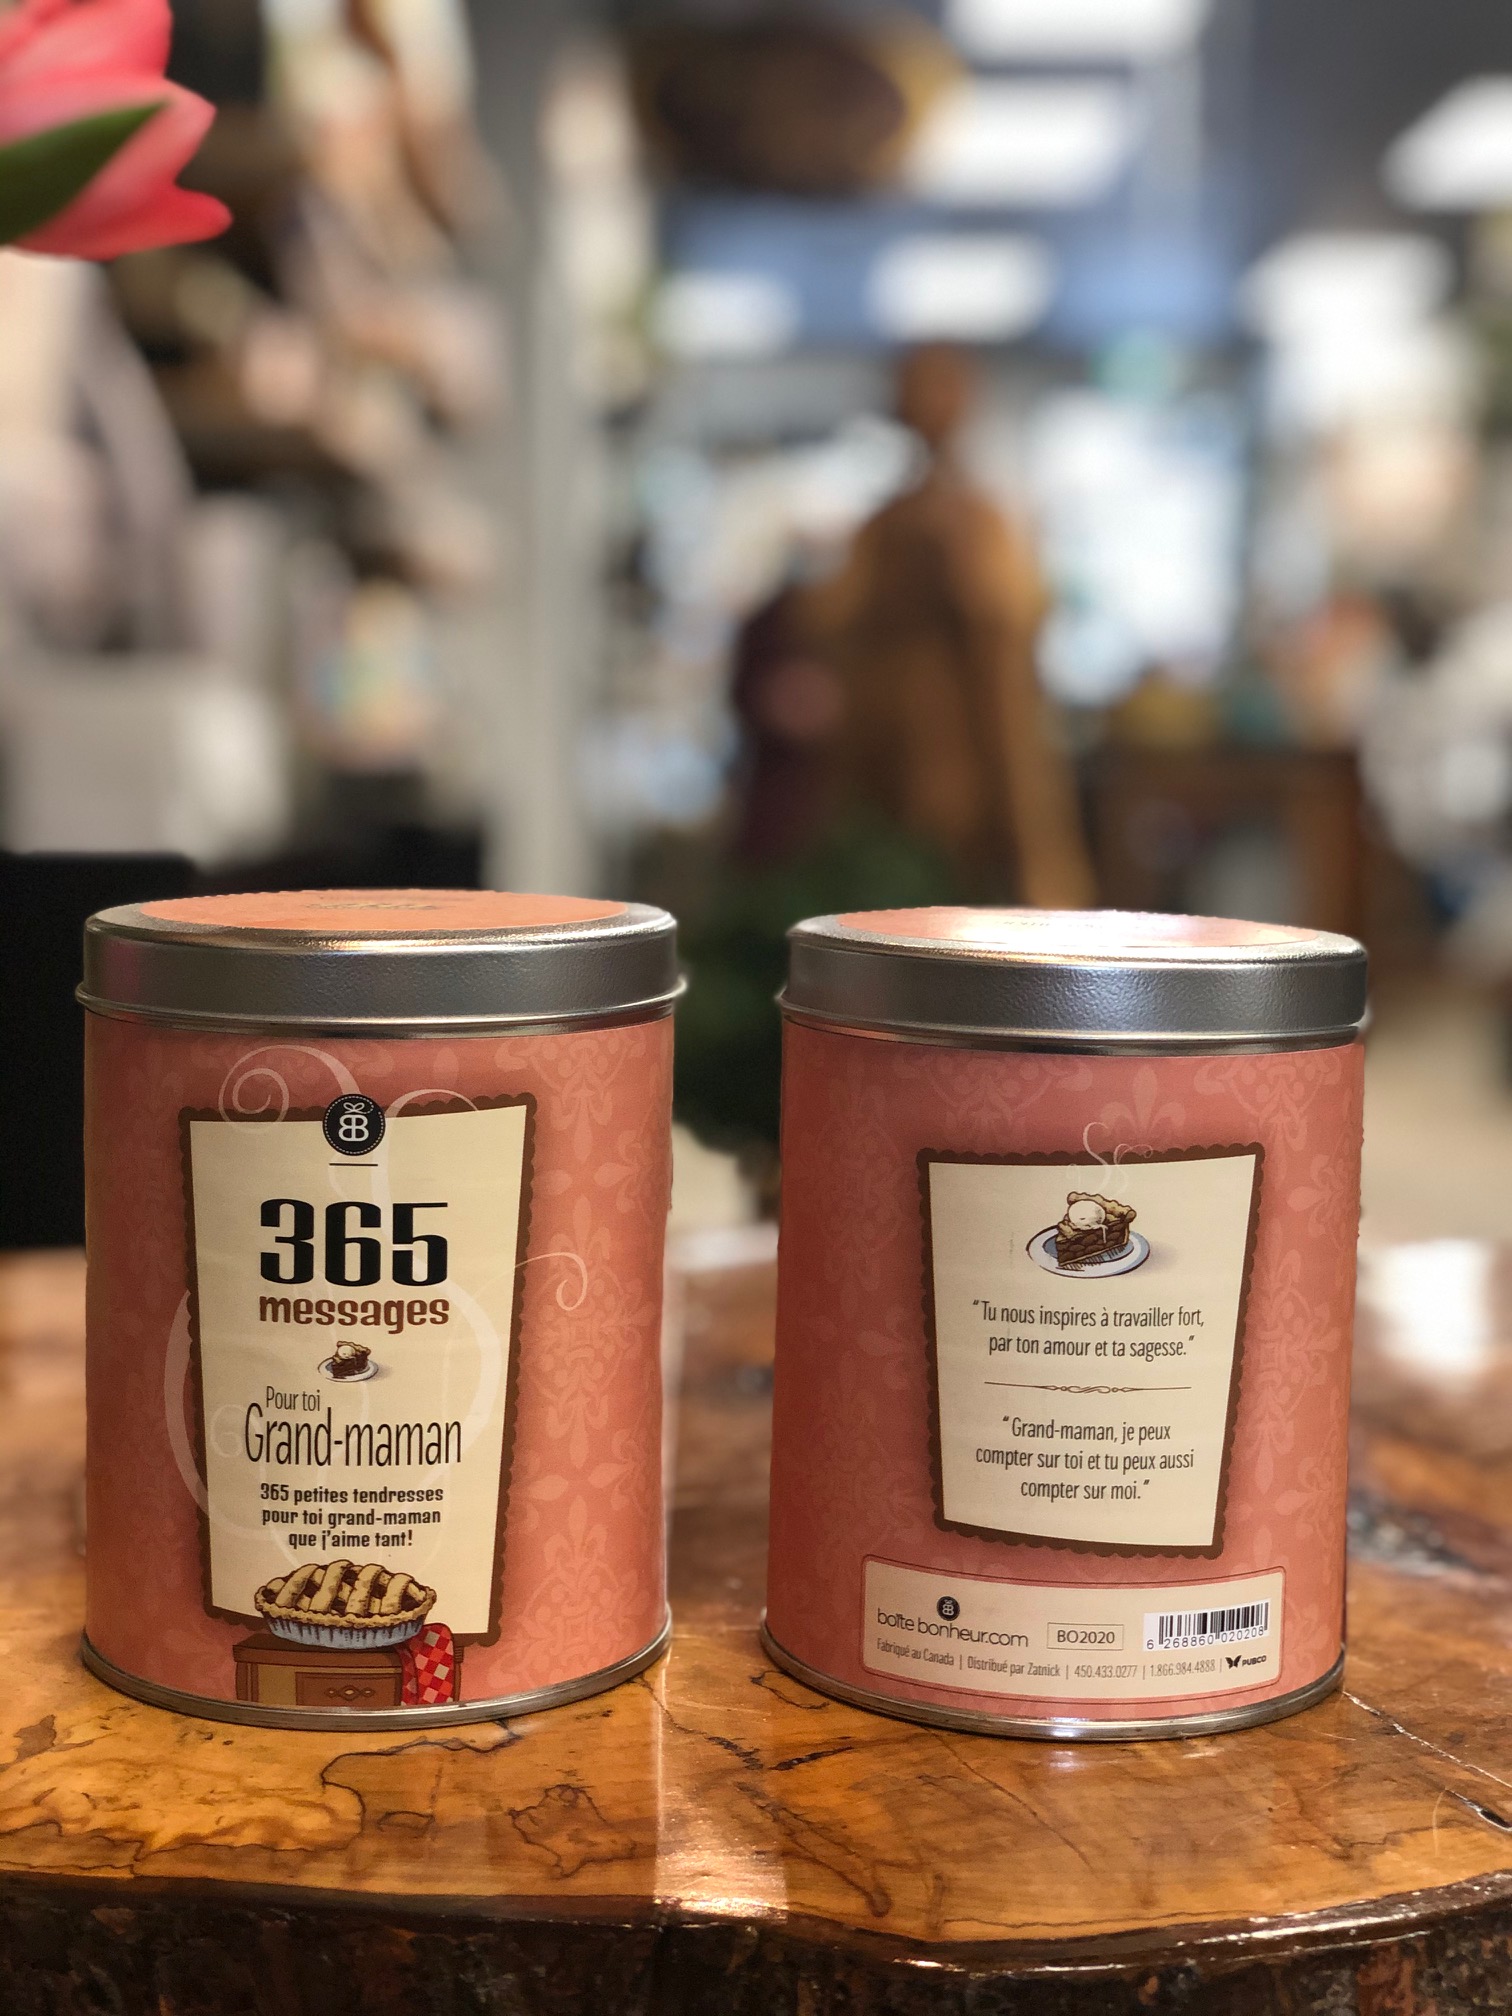 365
messages
Pour toi
Grand-maman
365 petites tendresses
pour toi grand-maman
que j'aime tant!
"Tu nous inspires à travailler fort,
par ton amour et ta sagesse."
"Grand-maman, je peux
compter sur toi et tu peux aussi
compter sur moi."
boîte bonheur.com
BO2020
6 268860 020208
Fabriqué au Canada | Distribué par Zatnick | 450.433.0277 | 1.866.984.4888 | PUBCO